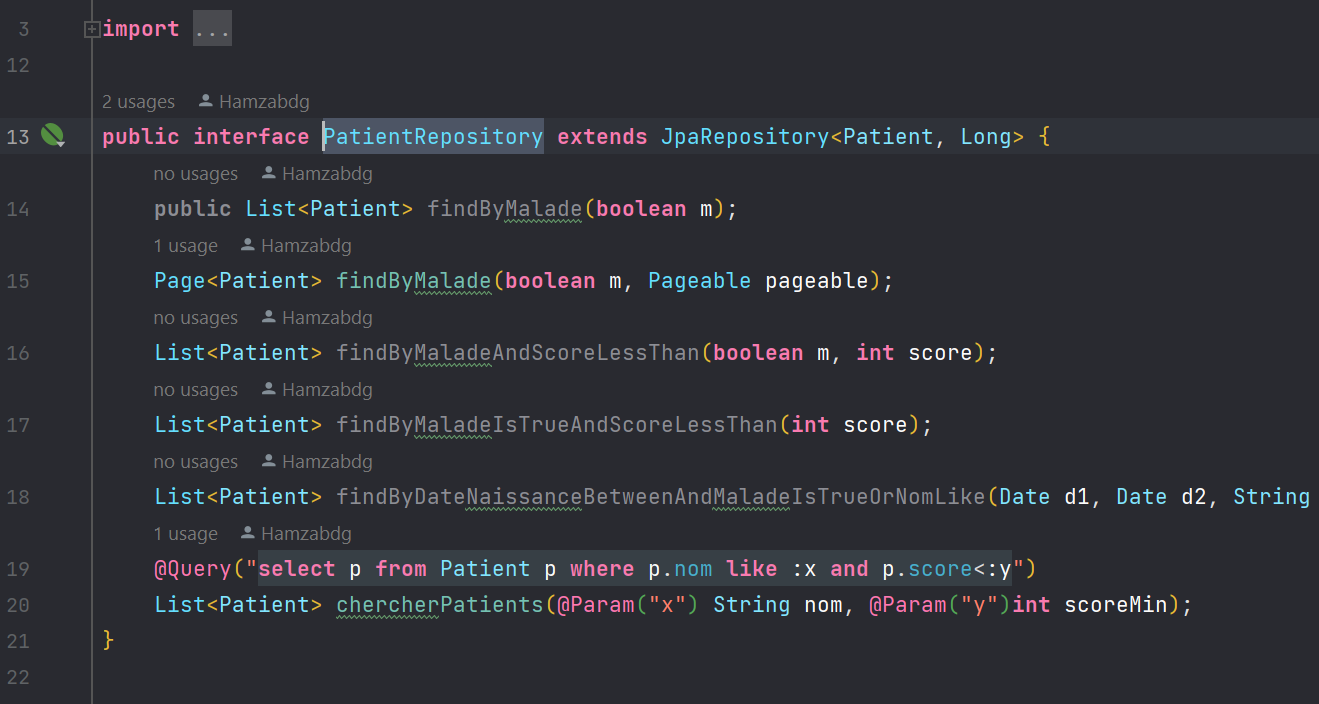 3 import ...
12
2 usages Hamzabdg
13 public interface PatientRepository extends JpaRepository<Patient, Long> {
no usages Hamzabdg
14 public List<Patient> findByMalade(boolean m);
1 usage Hamzabdg
15 Page<Patient> findByMalade(boolean m, Pageable pageable);
no usages Hamzabdg
16 List<Patient> findByMaladeAndScoreLessThan(boolean m, int score);
no usages Hamzabdg
17 List<Patient> findByMaladeIsTrueAndScoreLessThan(int score);
no usages Hamzabdg
18 List<Patient> findByDateNaissanceBetweenAndMaladeIsTrueOrNomLike(Date d1, Date d2, String
1 usage Hamzabdg
19 @Query("select p from Patient p where p.nom like :x and p.score<:y")
20 List<Patient> chercherPatients(@Param("x") String nom, @Param("y")int scoreMin);
21 }
22